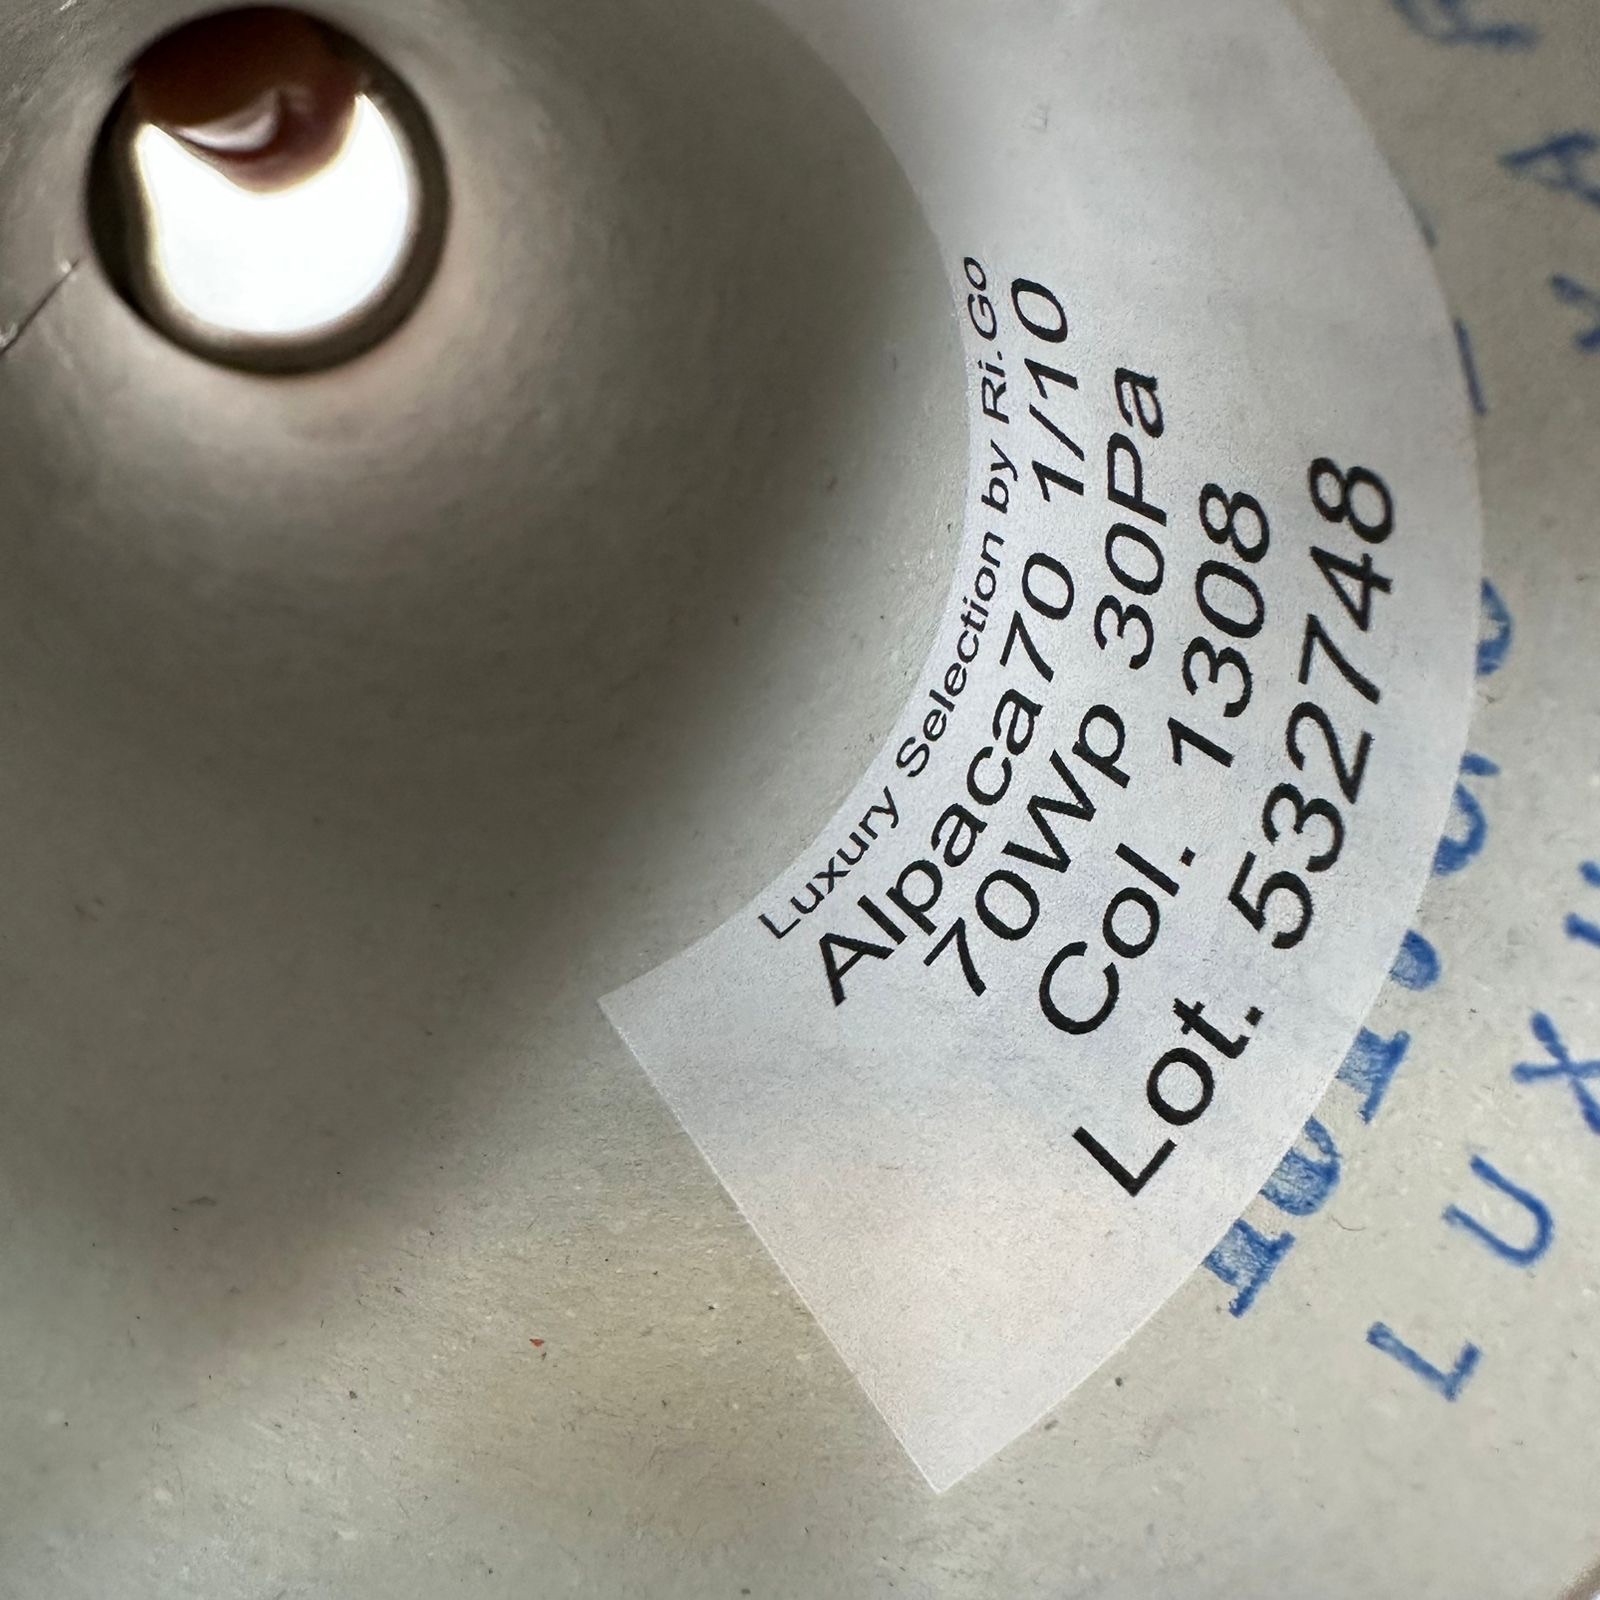 Luxury Selection by Ri.Go
Alpaca70 1/10
70Wp 30Pa
Col. 1308
Lot. 532748